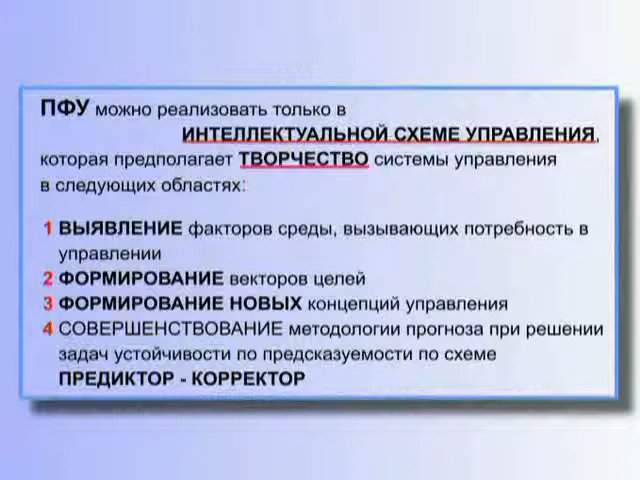 ПФУ можно реализовать только в
ИНТЕЛЛЕКТУАЛЬНОЙ СХЕМЕ УПРАВЛЕНИЯ,
которая предполагает ТВОРЧЕСТВО системы управления
в следующих областях:
1 ВЫЯВЛЕНИЕ факторов среды, вызывающих потребность в
управлении
2 ФОРМИРОВАНИЕ векторов целей
3 ФОРМИРОВАНИЕ НОВЫХ концепций управления
4 СОВЕРШЕНСТВОВАНИЕ методологии прогноза при решении
задач устойчивости по предсказуемости по схеме
ПРЕДИКТОР - КОРРЕКТОР